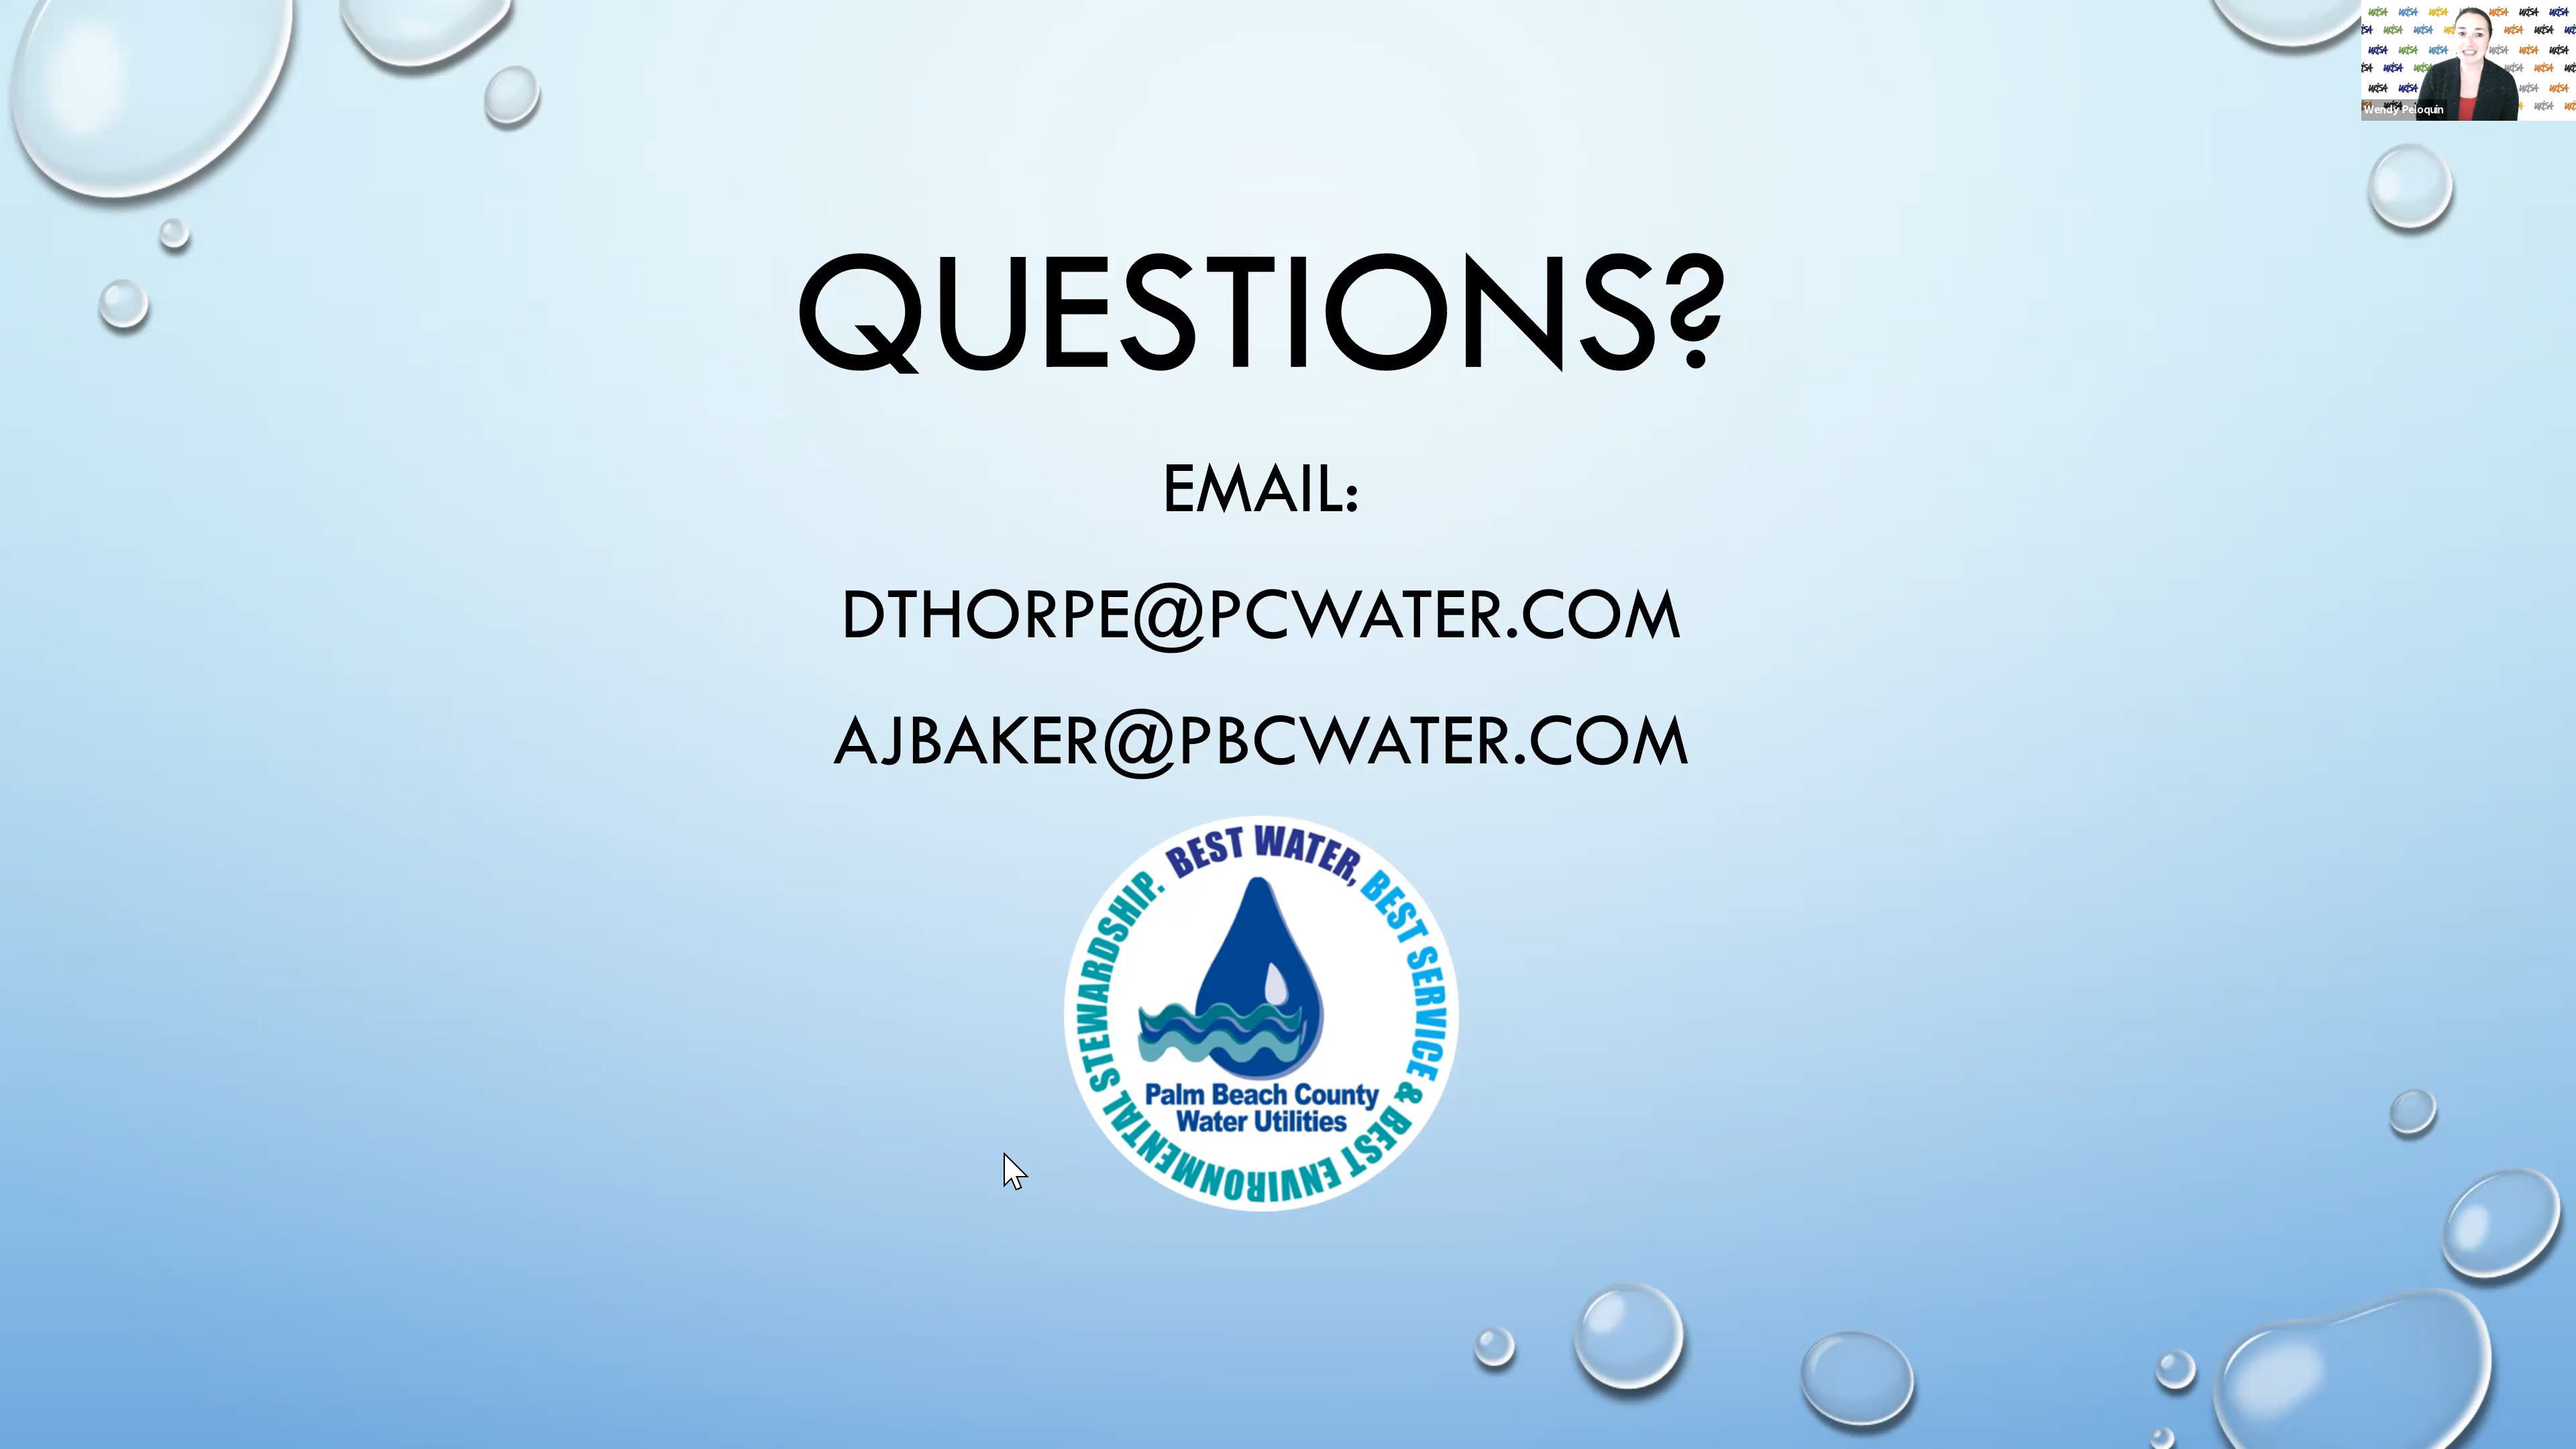 QUESTIONS?
EMAIL:
DTHORPE@PCWATER.COM
AJBAKER@PBCWATER.COM
BEST WATER, BEST SERVICE & BEST ENVIRONMENTAL STEWARDSHIP.
Palm Beach County
Water Utilities
Wendy Peloquin